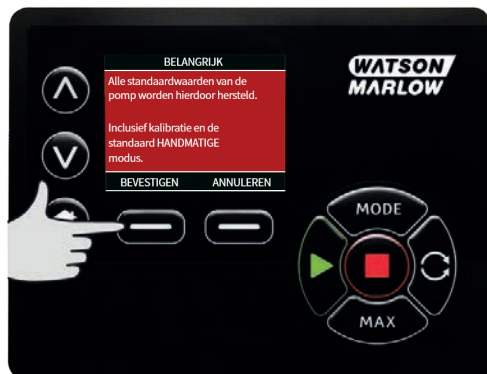 BELANGRIJK
Alle standaardwaarden van de
pomp worden hierdoor hersteld.
Inclusief kalibratie en de
standaard HANDMATIGE
modus.
BEVESTIGEN ANNULEREN
WATSON
MARLOW
MODE
MAX